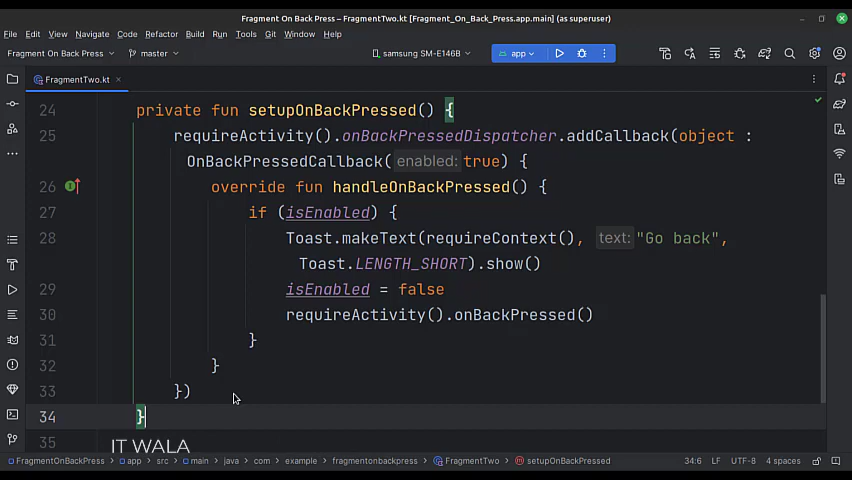 Fragment On Back Press – FragmentTwo.kt [Fragment_On_Back_Press.app.main] (as superuser)
File Edit View Navigate Code Refactor Build Run Tools Git Window Help
Fragment On Back Press master samsung SM-E146B app
FragmentTwo.kt
24 private fun setupOnBackPressed() {
25 requireActivity().onBackPressedDispatcher.addCallback(object :
OnBackPressedCallback( enabled: true) {
26 override fun handleOnBackPressed() {
27 if (isEnabled) {
28 Toast.makeText(requireContext(), text: "Go back",
Toast.LENGTH_SHORT).show()
29 isEnabled = false
30 requireActivity().onBackPressed()
31 }
32 }
33 })
34 }
35
IT WALA
FragmentOnBackPress > app > src > main > java > com > example > fragmentonbackpress > FragmentTwo > setupOnBackPressed 34:6 LF UTF-8 4 spaces